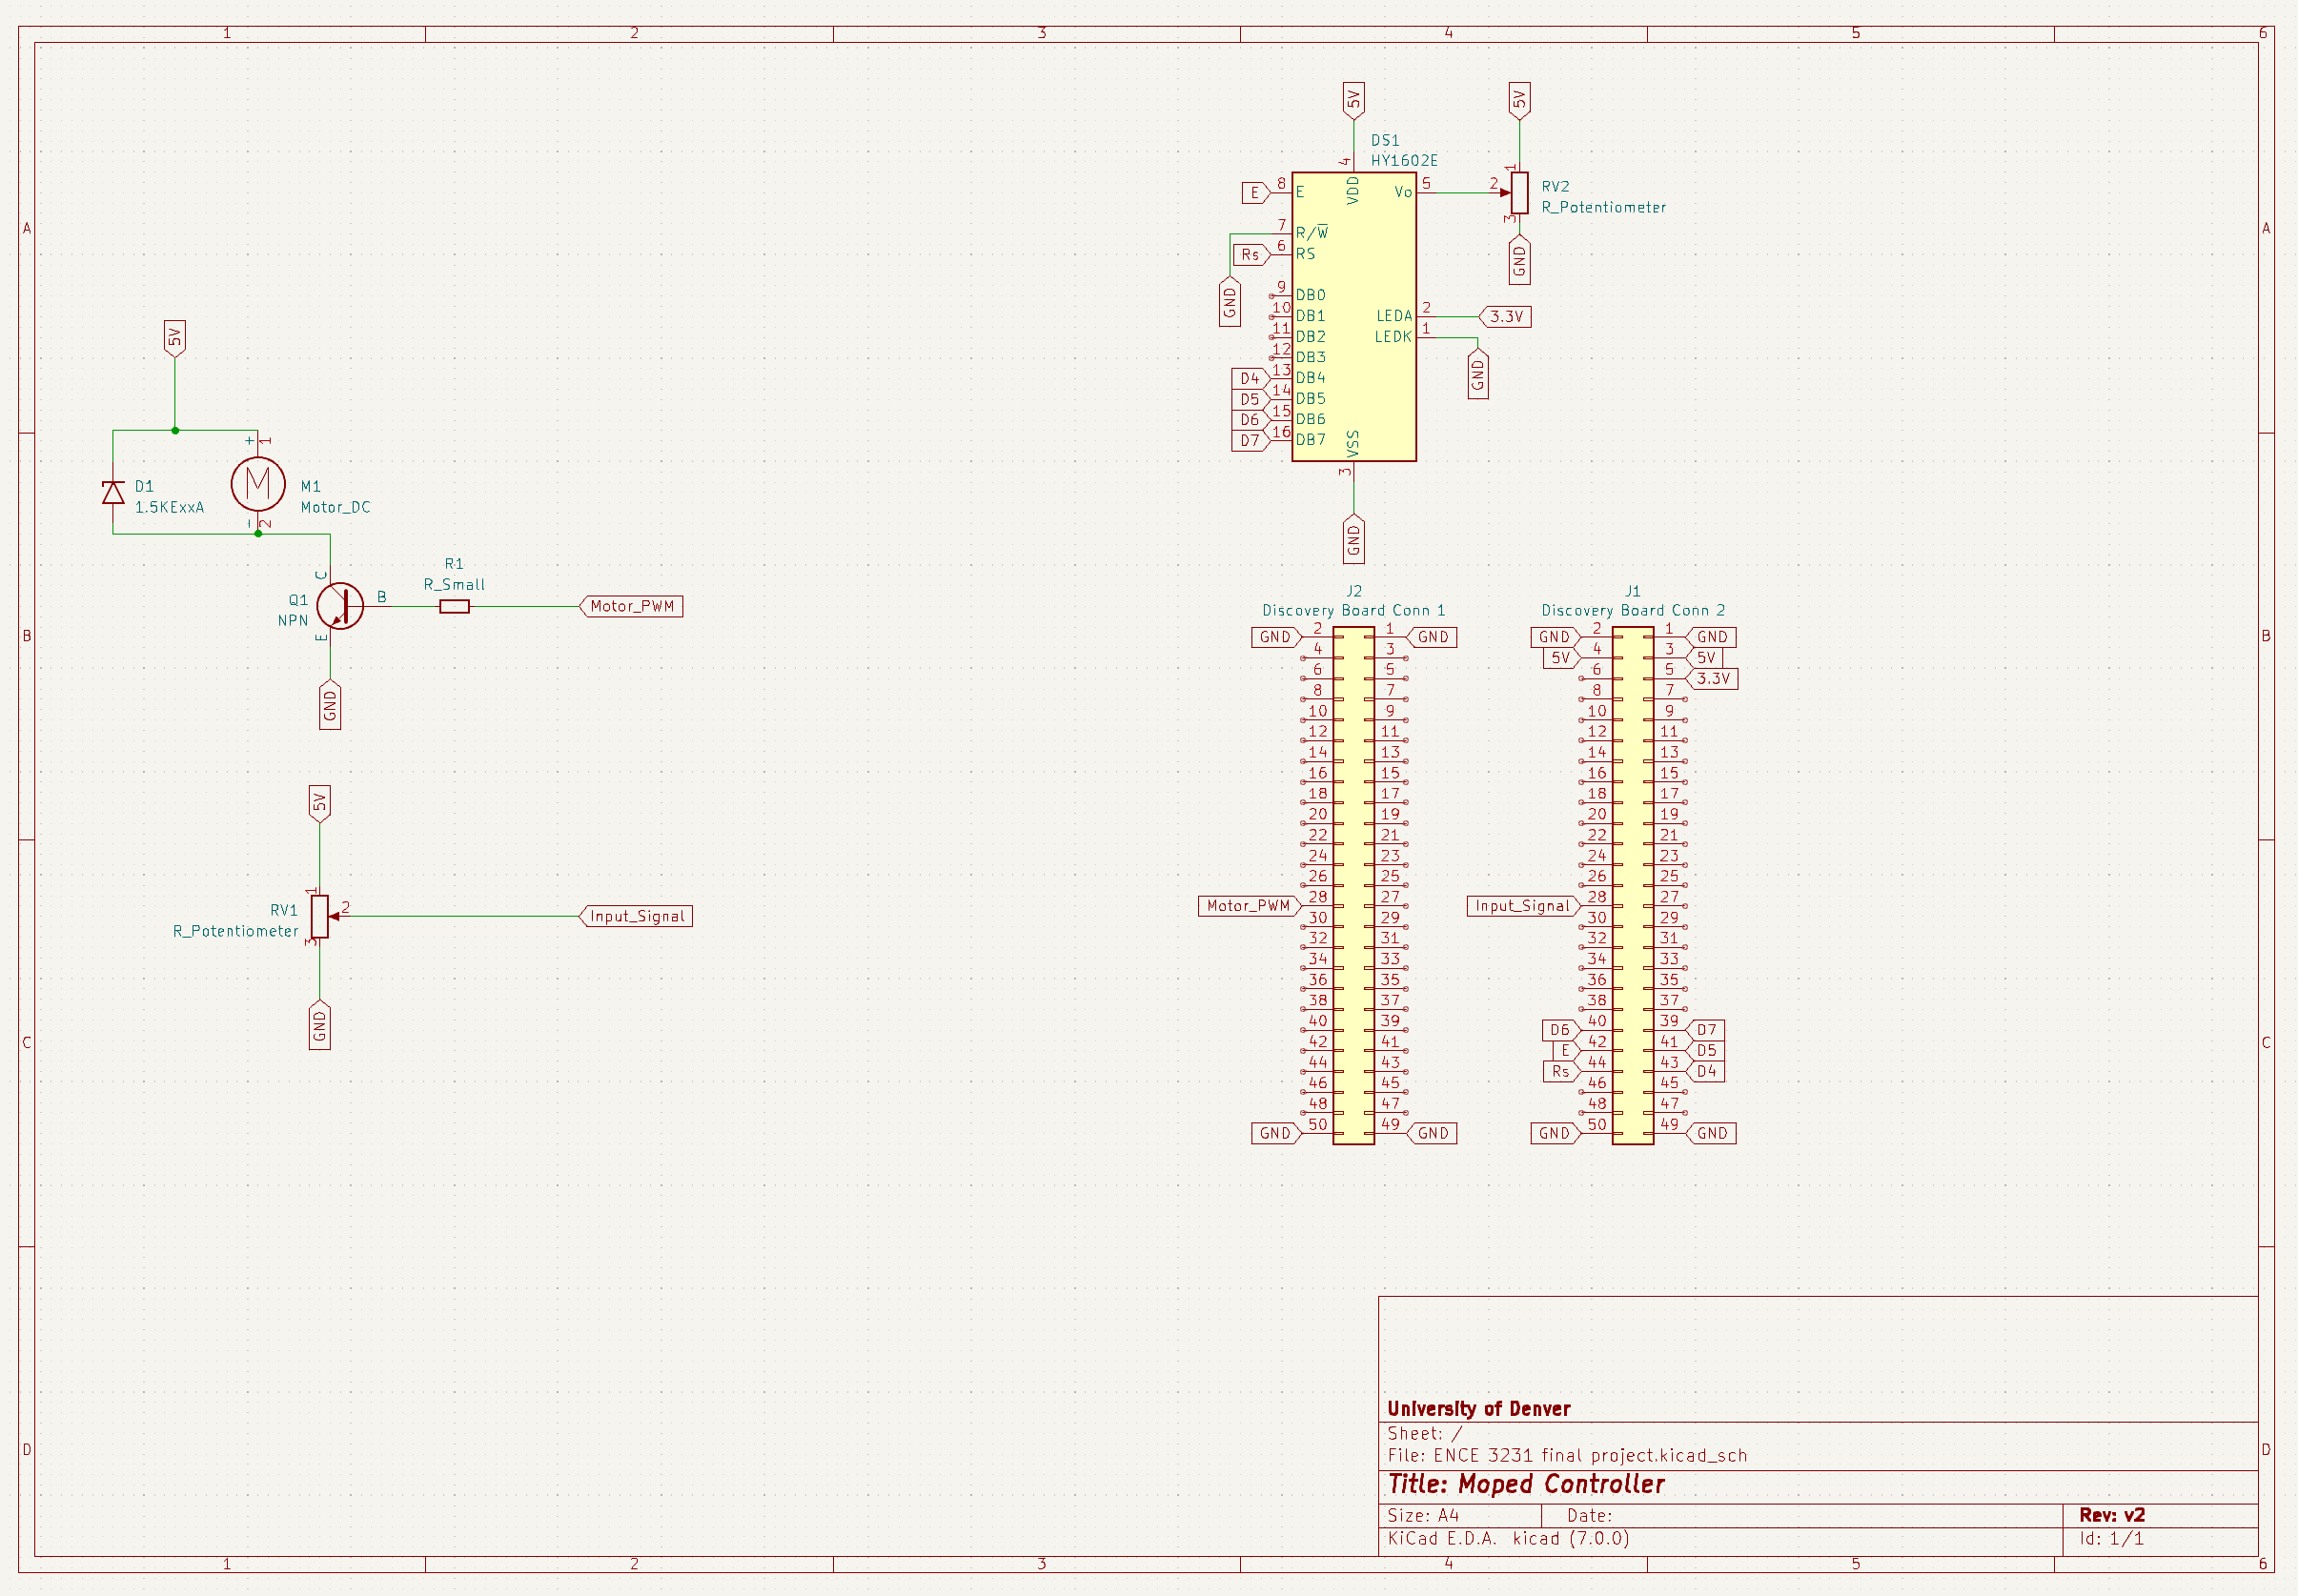 1 2 3 4 5 6
A
B
C
D
5V
D1
1.5KExxA
+
1
M
-
2
M1
Motor_DC
C
Q1
NPN
B
E
R1
R_Small
Motor_PWM
GND
5V
RV1
R_Potentiometer
1
2
3
Input_Signal
GND
5V
4
DS1
HY1602E
E 8 E
VDD
Vo 5
7 R/W̅
GND
Rs 6 RS
9 DB0
10 DB1
11 DB2
12 DB3
D4 13 DB4
D5 14 DB5
D6 15 DB6
D7 16 DB7
LEDA 2 3.3V
LEDK 1
GND
VSS
3
GND
5V
1
2
3
RV2
R_Potentiometer
GND
J2
Discovery Board Conn 1
GND 2 1 GND
4 3
6 5
8 7
10 9
12 11
14 13
16 15
18 17
20 19
22 21
24 23
26 25
Motor_PWM 28 27
30 29
32 31
34 33
36 35
38 37
40 39
42 41
44 43
46 45
48 47
GND 50 49 GND
J1
Discovery Board Conn 2
GND 2 1 GND
5V 4 3 5V
6 5 3.3V
8 7
10 9
12 11
14 13
16 15
18 17
20 19
22 21
24 23
26 25
Input_Signal 28 27
30 29
32 31
34 33
36 35
38 37
D6 40 39 D7
E 42 41 D5
Rs 44 43 D4
46 45
48 47
GND 50 49 GND
University of Denver
Sheet: /
File: ENCE 3231 final project.kicad_sch
Title: Moped Controller
Size: A4 Date: Rev: v2
KiCad E.D.A. kicad (7.0.0) Id: 1/1
A
B
C
D
1 2 3 4 5 6